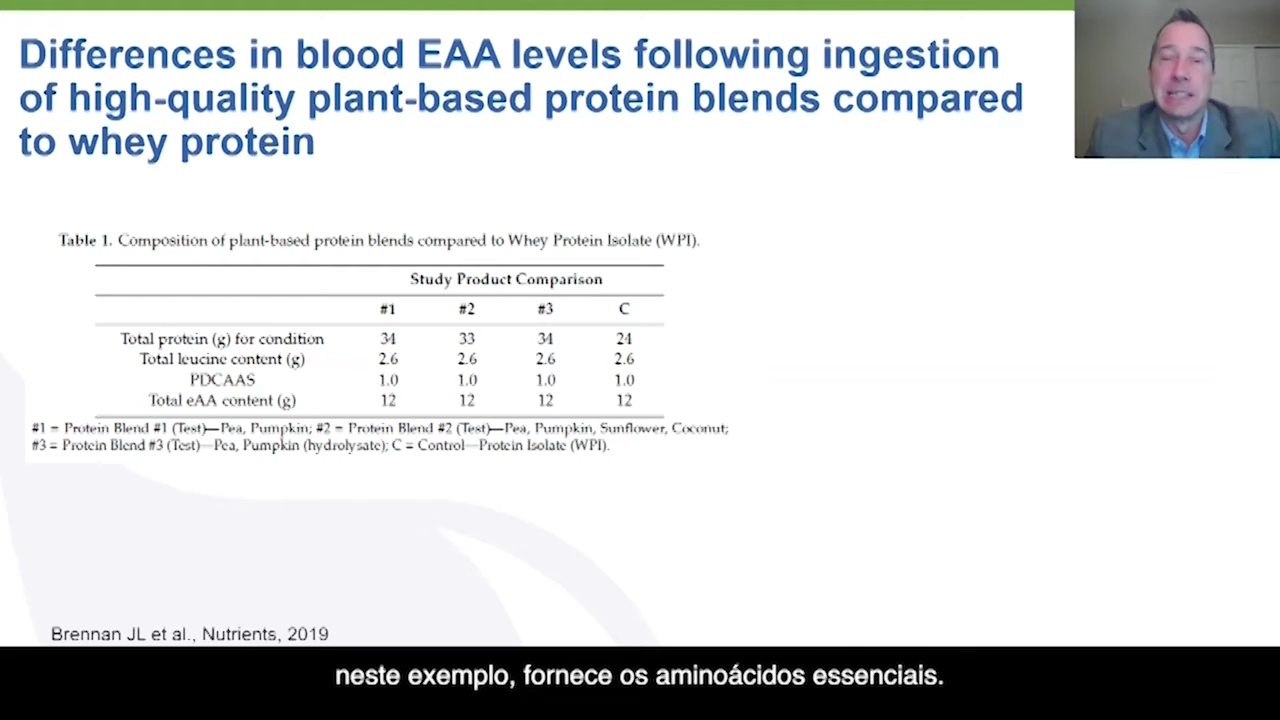 Differences in blood EAA levels following ingestion
of high-quality plant-based protein blends compared
to whey protein
Table 1. Composition of plant-based protein blends compared to Whey Protein Isolate (WPI).
Study Product Comparison
#1 #2 #3 C
Total protein (g) for condition 34 33 34 24
Total leucine content (g) 2.6 2.6 2.6 2.6
PDCAAS 1.0 1.0 1.0 1.0
Total eAA content (g) 12 12 12 12
#1 = Protein Blend #1 (Test)—Pea, Pumpkin; #2 = Protein Blend #2 (Test)—Pea, Pumpkin, Sunflower, Coconut;
#3 = Protein Blend #3 (Test)—Pea, Pumpkin (hydrolysate); C = Control—Protein Isolate (WPI).
Brennan JL et al., Nutrients, 2019
neste exemplo, fornece os aminoácidos essenciais.